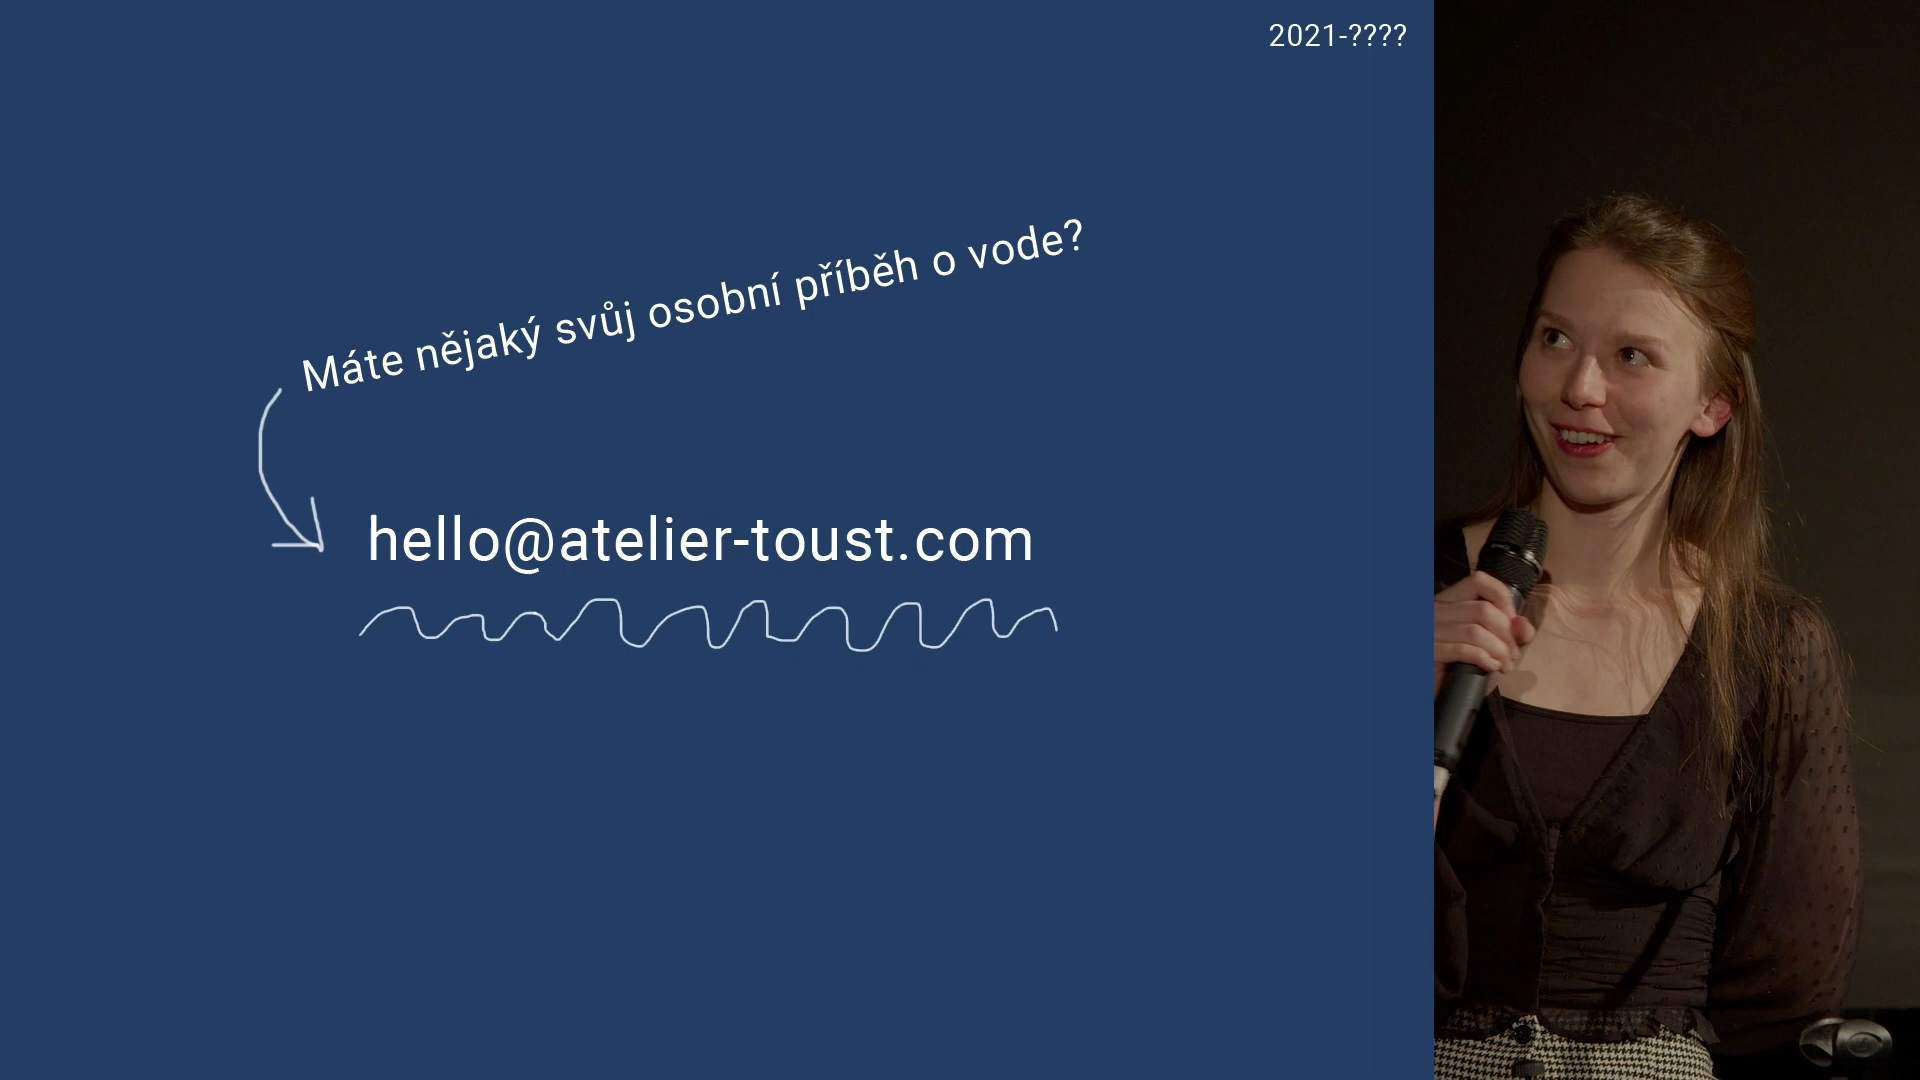 2021-????
Máte nějaký svůj osobní příběh o vode?
hello@atelier-toust.com